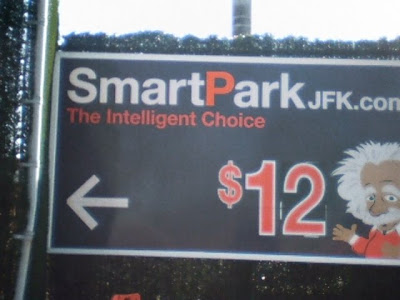 SmartParkJFK.com
The Intelligent Choice
$12